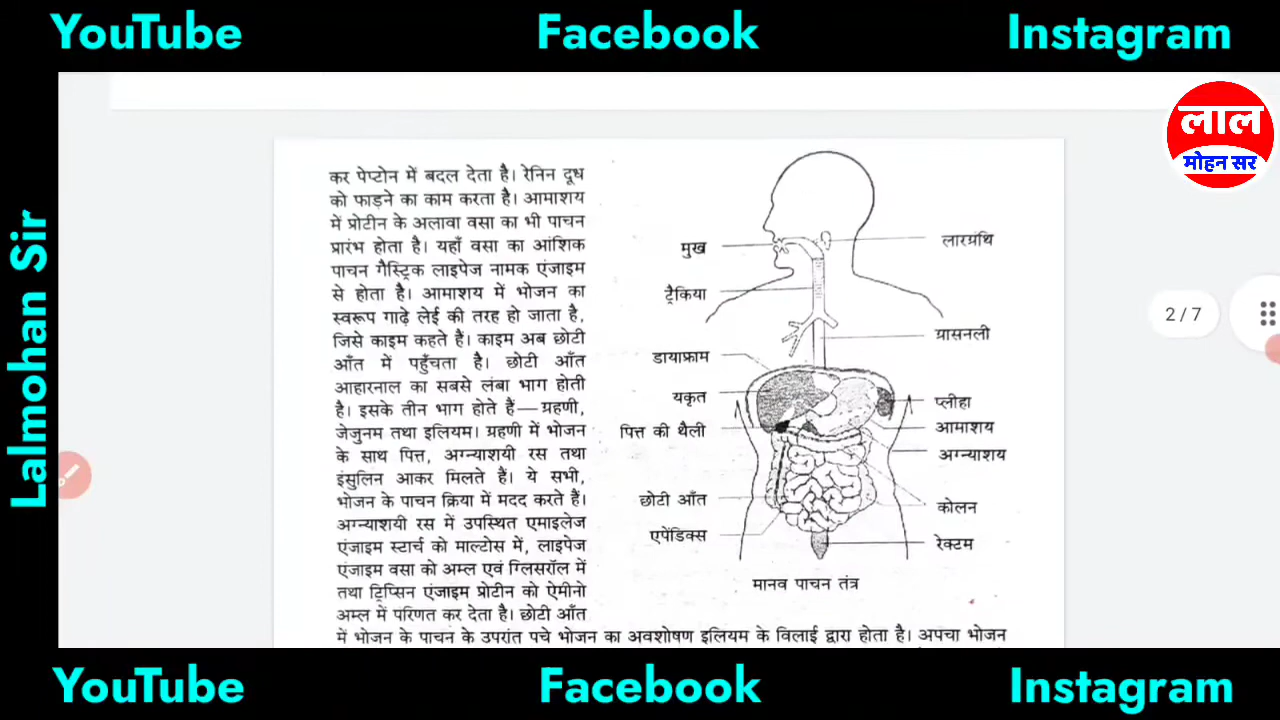 YouTube Facebook Instagram
लाल
मोहन सर
Lalmohan Sir
2 / 7
कर पेप्टोन में बदल देता है। रेनिन दूध
को फाड़ने का काम करता है। आमाशय
में प्रोटीन के अलावा वसा का भी पाचन
प्रारंभ होता है। यहाँ वसा का आंशिक
पाचन गैस्ट्रिक लाइपेज नामक एंजाइम
से होता है। आमाशय में भोजन का
स्वरूप गाढ़े लेई की तरह हो जाता है,
जिसे काइम कहते हैं। काइम अब छोटी
आँत में पहुँचता है। छोटी आँत
आहारनाल का सबसे लंबा भाग होती
है। इसके तीन भाग होते हैं—ग्रहणी,
जेजुनम तथा इलियम। ग्रहणी में भोजन
के साथ पित्त, अग्न्याशयी रस तथा
इंसुलिन आकर मिलते हैं। ये सभी,
भोजन के पाचन क्रिया में मदद करते हैं।
अग्न्याशयी रस में उपस्थित एमाइलेज
एंजाइम स्टार्च को माल्टोस में, लाइपेज
एंजाइम वसा को अम्ल एवं ग्लिसरॉल में
तथा ट्रिप्सिन एंजाइम प्रोटीन को ऐमीनो
अम्ल में परिणत कर देता है। छोटी आँत
में भोजन के पाचन के उपरांत पचे भोजन का अवशोषण इलियम के विलाई द्वारा होता है। अपचा भोजन
मुख
लारग्रंथि
ट्रैकिया
ग्रासनली
डायाफ्राम
यकृत
प्लीहा
पित्त की थैली
आमाशय
अग्न्याशय
छोटी आँत
कोलन
एपेंडिक्स
रेक्टम
मानव पाचन तंत्र
YouTube Facebook Instagram